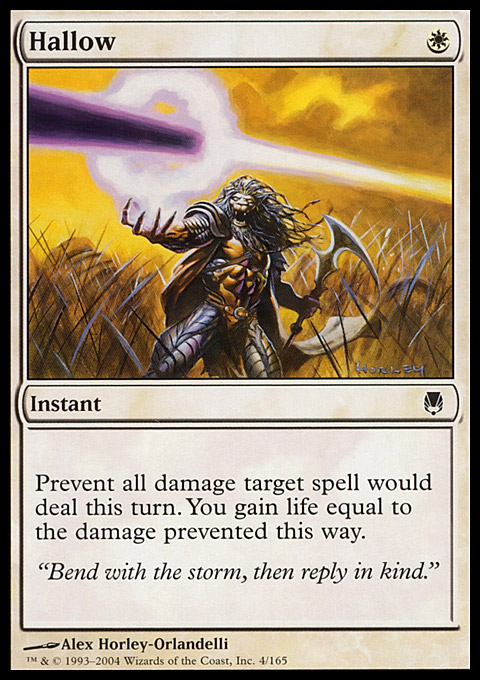 Hallow
HORLEY
Instant
Prevent all damage target spell would
deal this turn. You gain life equal to
the damage prevented this way.
“Bend with the storm, then reply in kind.”
Alex Horley-Orlandelli
™ & © 1993–2004 Wizards of the Coast, Inc. 4/165